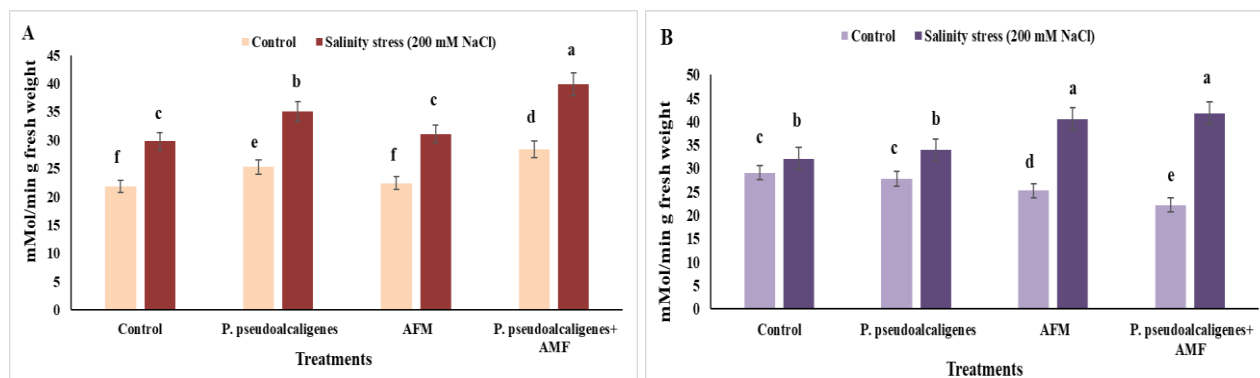 A
Control Salinity stress (200 mM NaCl)
mMol/min g fresh weight
45
40
35
30
25
20
15
10
5
0
f
c
e
b
f
c
d
a
Control
P. pseudoalcaligenes
AFM
P. pseudoalcaligenes+
AMF
Treatments
B
Control Salinity stress (200 mM NaCl)
mMol/min g fresh weight
50
45
40
35
30
25
20
15
10
5
0
c
b
c
b
d
a
e
a
Control
P. pseudoalcaligenes
AFM
P. pseudoalcaligenes+
AMF
Treatments